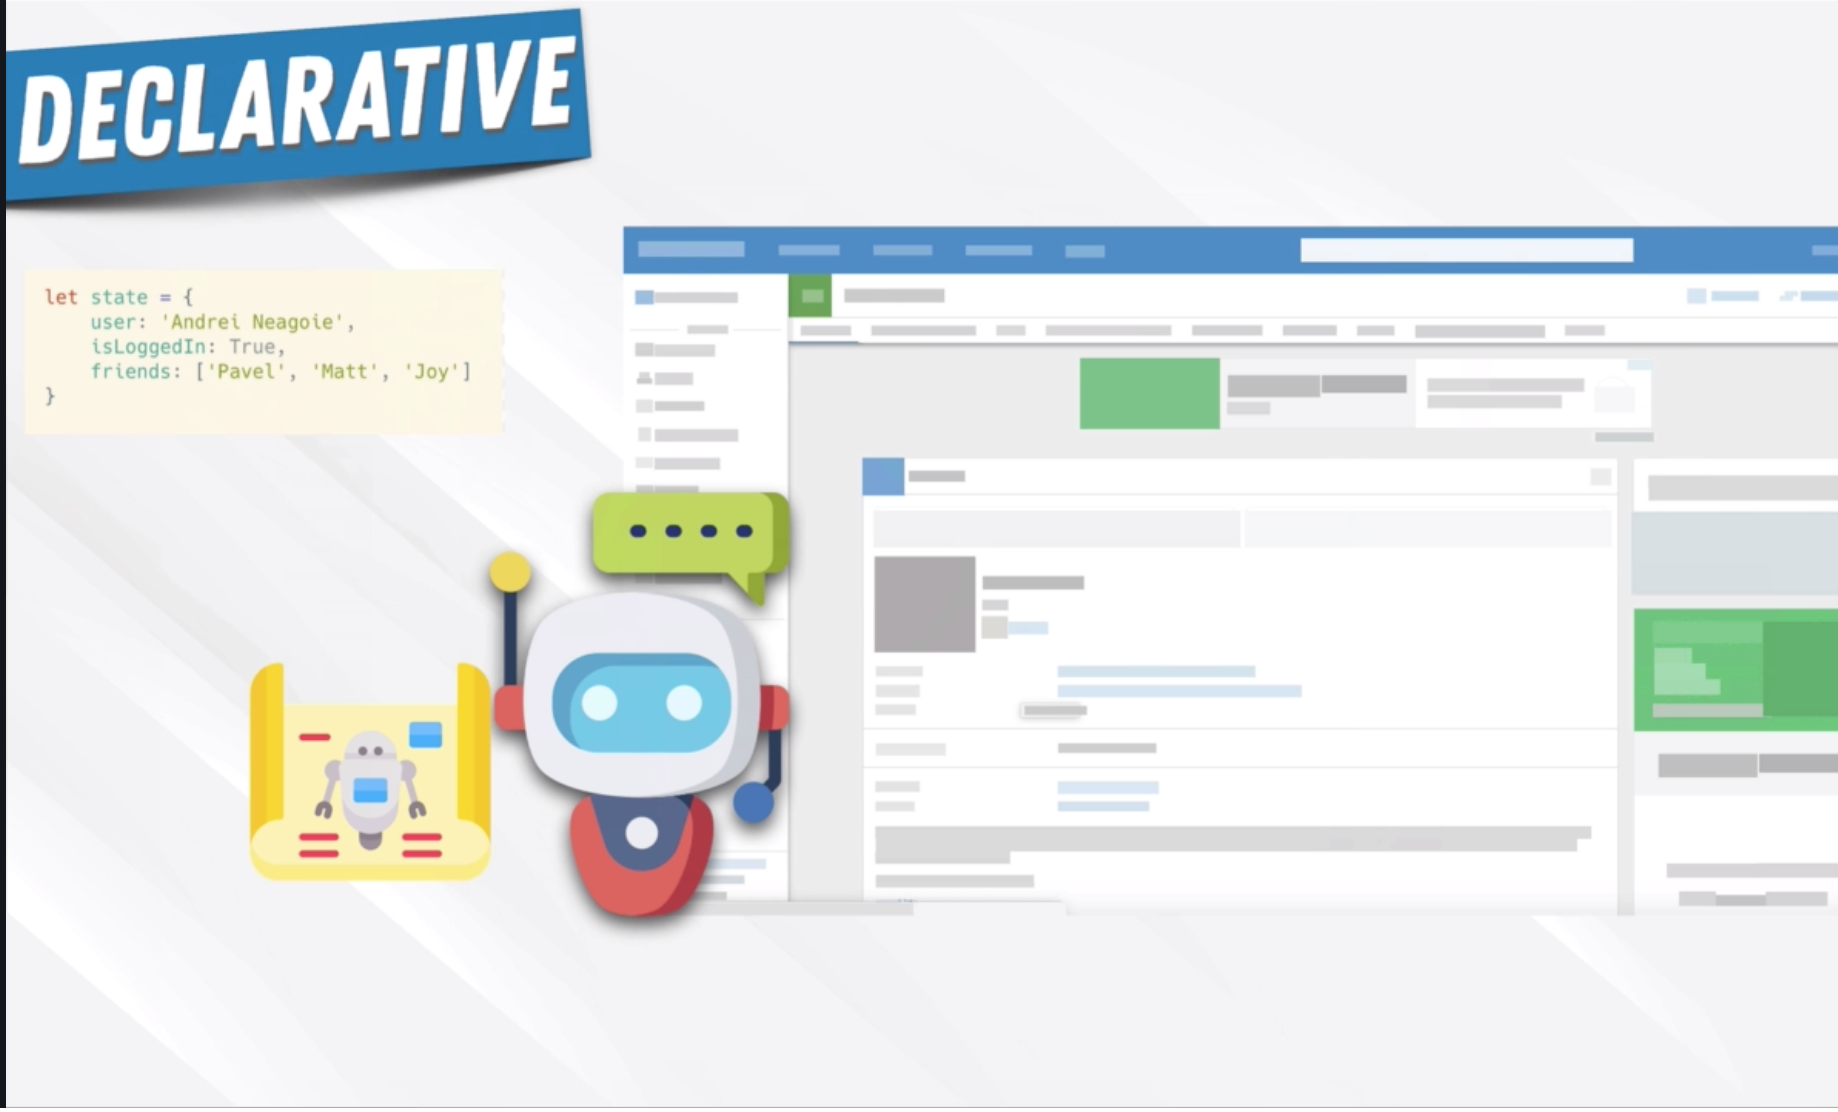 DECLARATIVE
let state = {
    user: 'Andrei Neagoie',
    isLoggedIn: True,
    friends: ['Pavel', 'Matt', 'Joy']
}